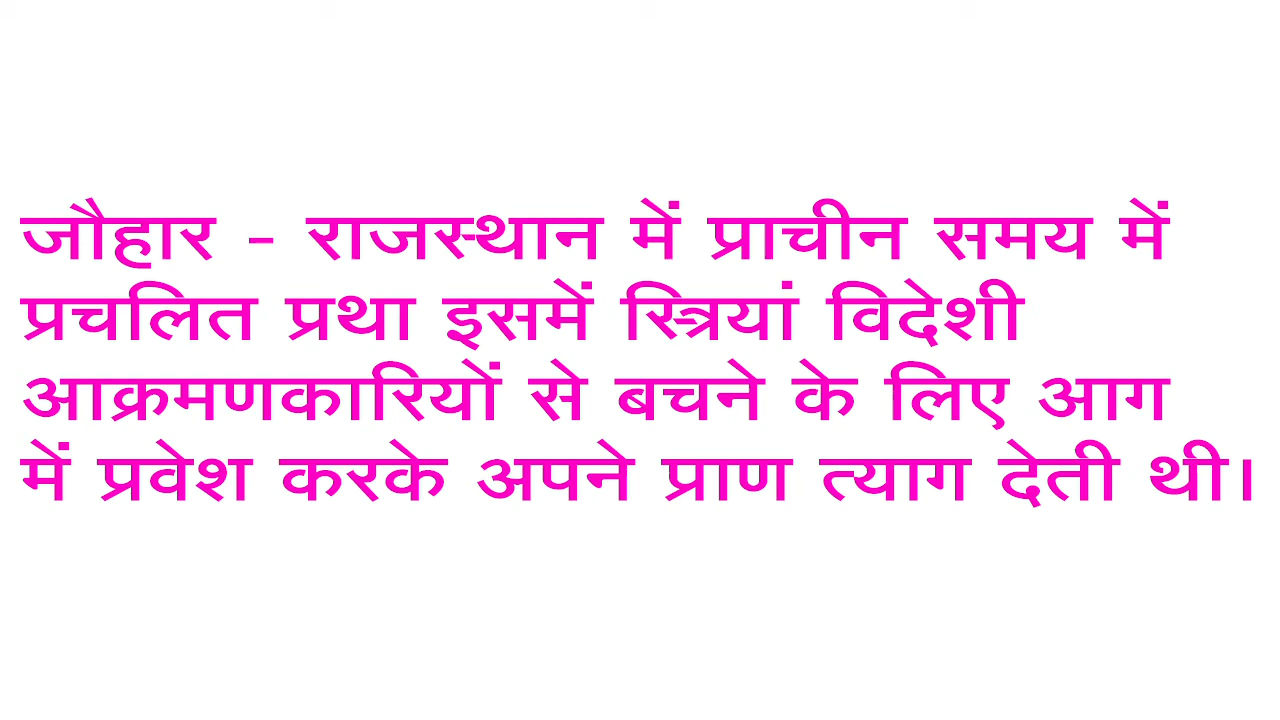 जौहार - राजस्थान में प्राचीन समय में
प्रचलित प्रथा इसमें स्त्रियां विदेशी
आक्रमणकारियों से बचने के लिए आग
में प्रवेश करके अपने प्राण त्याग देती थी।